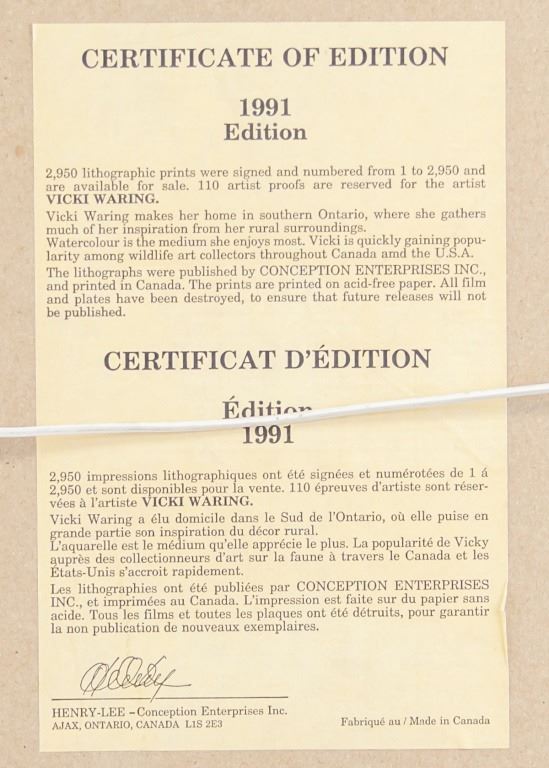 CERTIFICATE OF EDITION
1991
Edition
2,950 lithographic prints were signed and numbered from 1 to 2,950 and
are available for sale. 110 artist proofs are reserved for the artist
VICKI WARING.
Vicki Waring makes her home in southern Ontario, where she gathers
much of her inspiration from her rural surroundings.
Watercolour is the medium she enjoys most. Vicki is quickly gaining popu-
larity among wildlife art collectors throughout Canada amd the U.S.A.
The lithographs were published by CONCEPTION ENTERPRISES INC.,
and printed in Canada. The prints are printed on acid-free paper. All film
and plates have been destroyed, to ensure that future releases will not
be published.
CERTIFICAT D'ÉDITION
Édition
1991
2,950 impressions lithographiques ont été signées et numérotées de 1 á
2,950 et sont disponibles pour la vente. 110 épreuves d'artiste sont réser-
vées à l'artiste VICKI WARING.
Vicki Waring a élu domicile dans le Sud de l'Ontario, où elle puise en
grande partie son inspiration du décor rural.
L'aquarelle est le médium qu'elle apprécie le plus. La popularité de Vicky
auprès des collectionneurs d'art sur la faune à travers le Canada et les
États-Unis s'accroit rapidement.
Les lithographies ont été publiées par CONCEPTION ENTERPRISES
INC., et imprimées au Canada. L'impression est faite sur du papier sans
acide. Tous les films et toutes les plaques ont été détruits, pour garantir
la non publication de nouveaux exemplaires.
HENRY-LEE – Conception Enterprises Inc.
AJAX, ONTARIO, CANADA L1S 2E3 Fabriqué au / Made in Canada